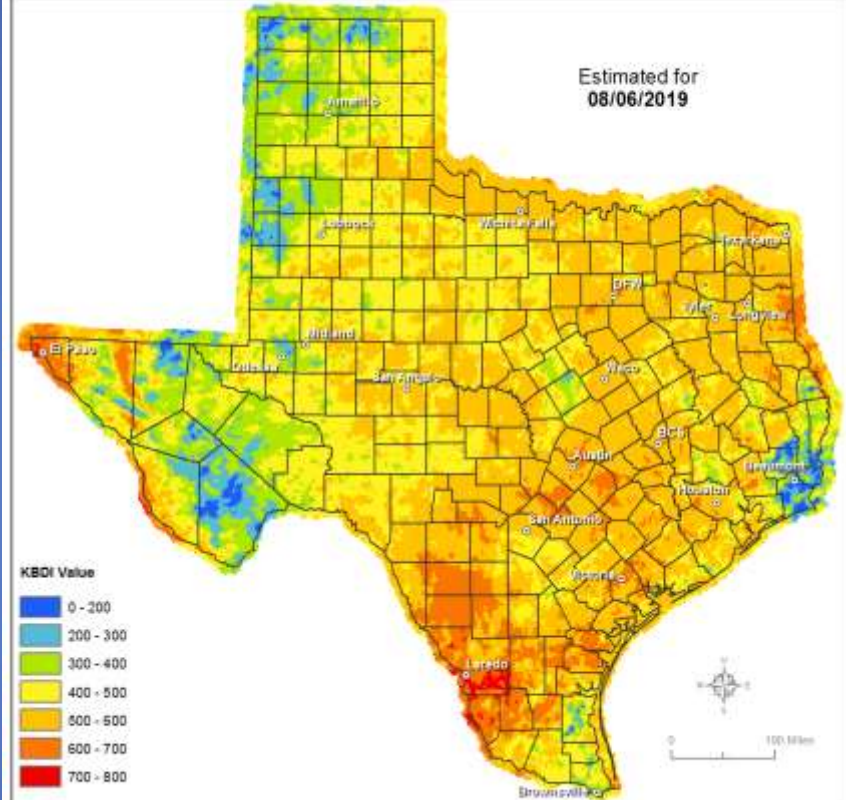 Estimated for
08/06/2019
Amarillo
Lubbock
Wichita Falls
Texarkana
DFW
Tyler
Longview
El Paso
Midland
Odessa
San Angelo
Waco
BCS
Austin
Beaumont
Houston
San Antonio
Victoria
Laredo
Brownsville
KBDI Value
0 - 200
200 - 300
300 - 400
400 - 500
500 - 600
600 - 700
700 - 800
0 100 Miles